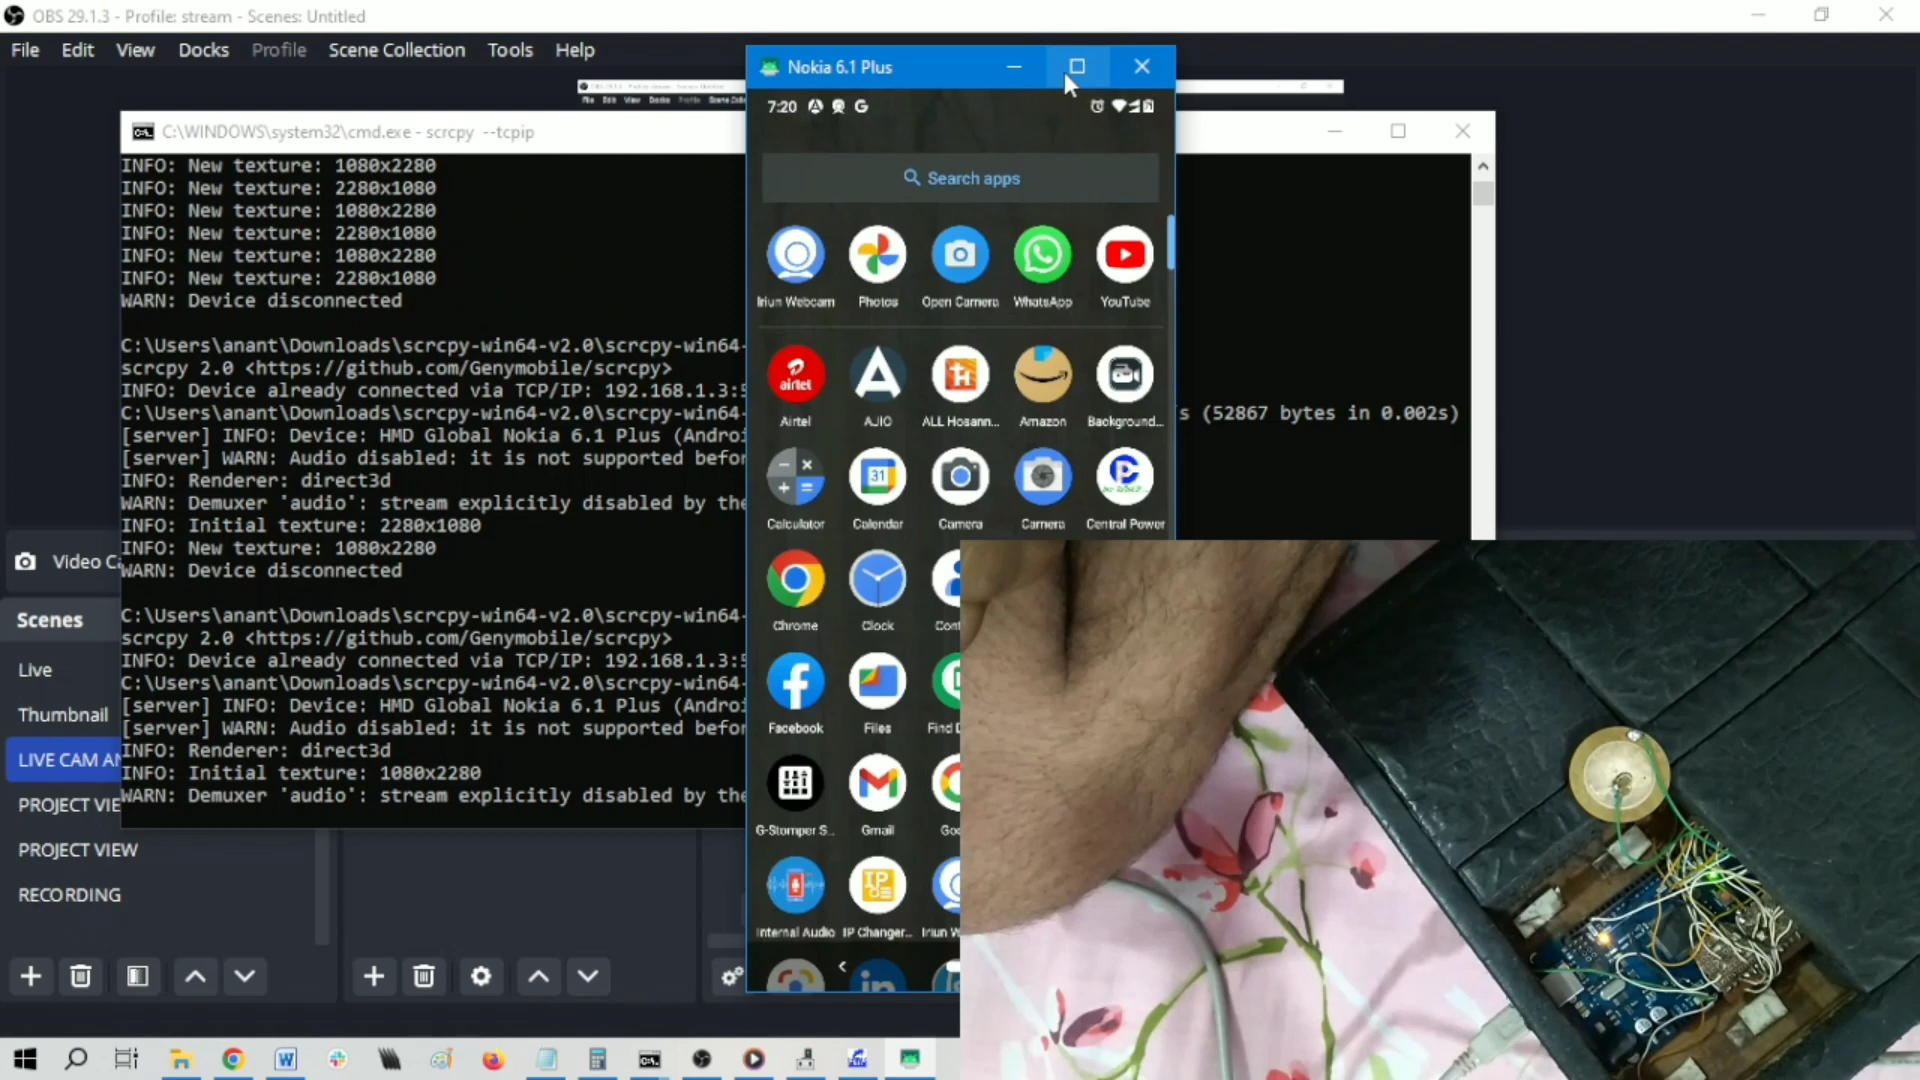 OBS 29.1.3 - Profile: stream - Scenes: Untitled
File Edit View Docks Profile Scene Collection Tools Help
C:\WINDOWS\system32\cmd.exe - scrcpy --tcpip
INFO: New texture: 1080x2280
INFO: New texture: 2280x1080
INFO: New texture: 1080x2280
INFO: New texture: 2280x1080
INFO: New texture: 1080x2280
INFO: New texture: 2280x1080
WARN: Device disconnected
C:\Users\anant\Downloads\scrcpy-win64-v2.0\scrcpy-win64-
scrcpy 2.0 <https://github.com/Genymobile/scrcpy>
INFO: Device already connected via TCP/IP: 192.168.1.3:5
C:\Users\anant\Downloads\scrcpy-win64-v2.0\scrcpy-win64- s (52867 bytes in 0.002s)
[server] INFO: Device: HMD Global Nokia 6.1 Plus (Androi
[server] WARN: Audio disabled: it is not supported befor
INFO: Renderer: direct3d
WARN: Demuxer 'audio': stream explicitly disabled by the
INFO: Initial texture: 2280x1080
INFO: New texture: 1080x2280
WARN: Device disconnected
C:\Users\anant\Downloads\scrcpy-win64-v2.0\scrcpy-win64-
scrcpy 2.0 <https://github.com/Genymobile/scrcpy>
INFO: Device already connected via TCP/IP: 192.168.1.3:5
C:\Users\anant\Downloads\scrcpy-win64-v2.0\scrcpy-win64-
[server] INFO: Device: HMD Global Nokia 6.1 Plus (Androi
[server] WARN: Audio disabled: it is not supported befor
INFO: Renderer: direct3d
INFO: Initial texture: 1080x2280
WARN: Demuxer 'audio': stream explicitly disabled by the
Nokia 6.1 Plus
7:20
Search apps
Iriun Webcam Photos Open Camera WhatsApp YouTube
airtel
Airtel AJIO ALL Hosann... Amazon Background...
31
Calculator Calendar Camera Camera Central Power
Chrome Clock Cont
Facebook Files Find D
G-Stomper S... Gmail Goo
IP
Internal Audio IP Changer... Iriun W
in
Video Ca
Scenes
Live
Thumbnail
LIVE CAM AN
PROJECT VIE
PROJECT VIEW
RECORDING